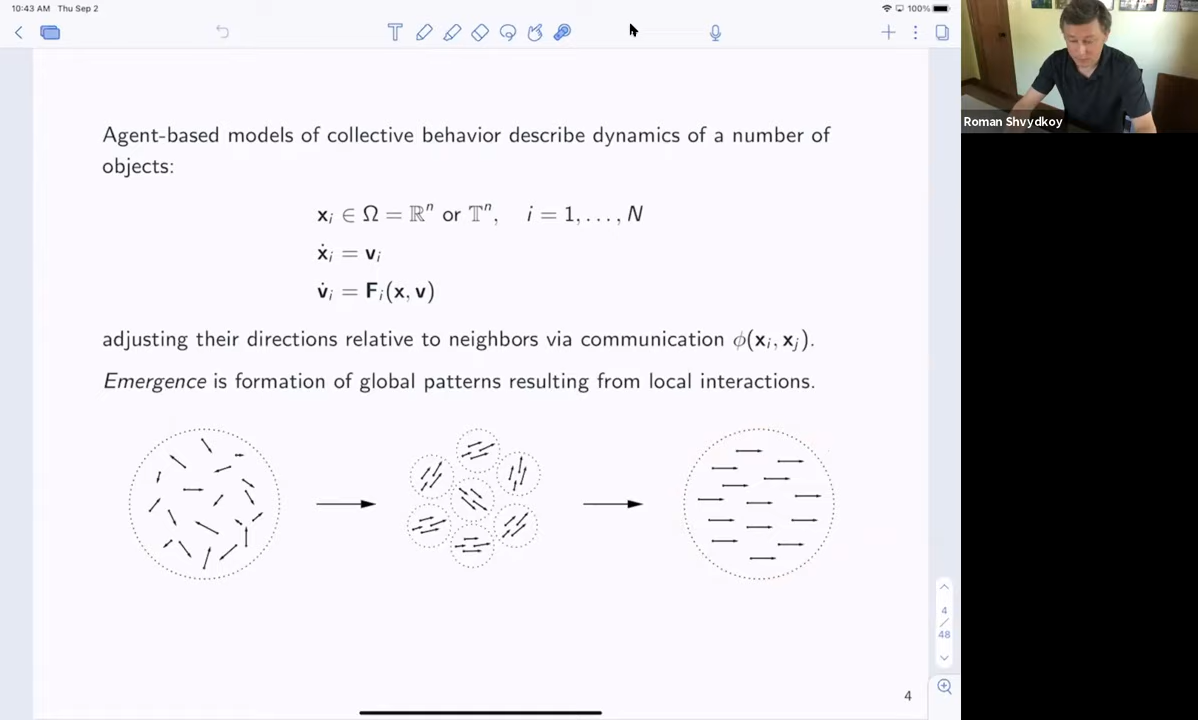 10:43 AM Thu Sep 2
100%
Agent-based models of collective behavior describe dynamics of a number of
objects:
xᵢ ∈ Ω = ℝⁿ or 𝕋ⁿ, i = 1, . . . , N
ẋᵢ = vᵢ
v̇ᵢ = Fᵢ(x, v)
adjusting their directions relative to neighbors via communication ϕ(xᵢ, xⱼ).
Emergence is formation of global patterns resulting from local interactions.
4
/
48
4
Roman Shvydkoy